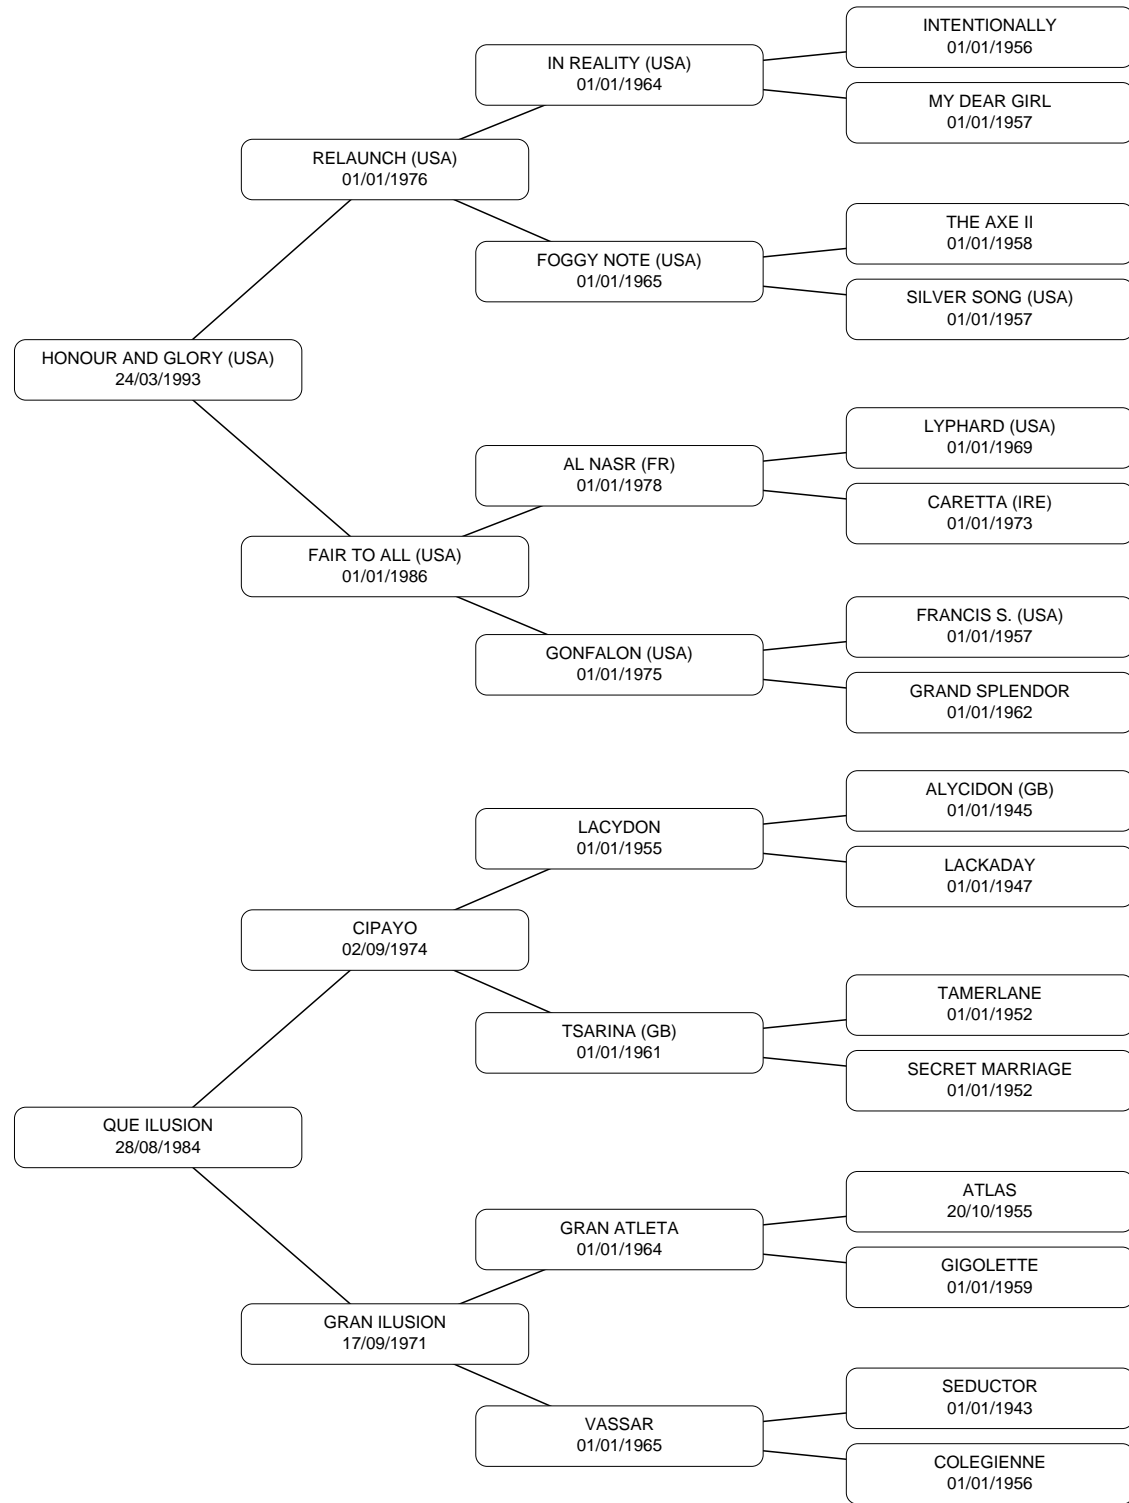 INTENTIONALLY
01/01/1956
IN REALITY (USA)
01/01/1964
MY DEAR GIRL
01/01/1957
RELAUNCH (USA)
01/01/1976
THE AXE II
01/01/1958
FOGGY NOTE (USA)
01/01/1965
SILVER SONG (USA)
01/01/1957
HONOUR AND GLORY (USA)
24/03/1993
LYPHARD (USA)
01/01/1969
AL NASR (FR)
01/01/1978
CARETTA (IRE)
01/01/1973
FAIR TO ALL (USA)
01/01/1986
FRANCIS S. (USA)
01/01/1957
GONFALON (USA)
01/01/1975
GRAND SPLENDOR
01/01/1962
ALYCIDON (GB)
01/01/1945
LACYDON
01/01/1955
LACKADAY
01/01/1947
CIPAYO
02/09/1974
TAMERLANE
01/01/1952
TSARINA (GB)
01/01/1961
SECRET MARRIAGE
01/01/1952
QUE ILUSION
28/08/1984
ATLAS
20/10/1955
GRAN ATLETA
01/01/1964
GIGOLETTE
01/01/1959
GRAN ILUSION
17/09/1971
SEDUCTOR
01/01/1943
VASSAR
01/01/1965
COLEGIENNE
01/01/1956